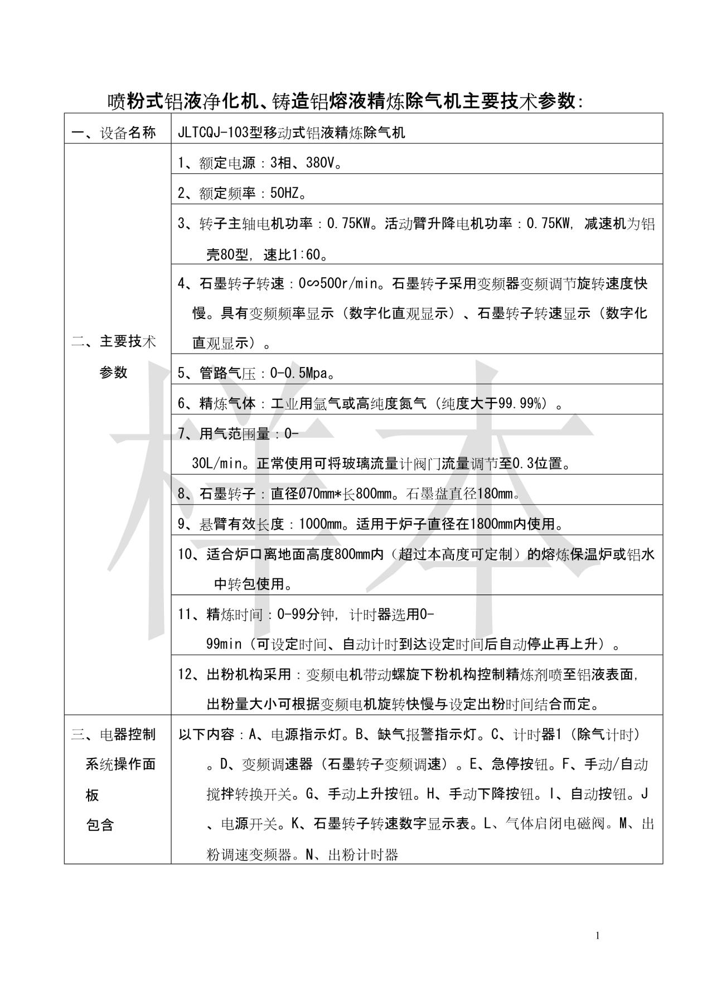 喷粉式铝液净化机、铸造铝熔液精炼除气机主要技术参数：
一、设备名称
JLTCQJ-103型移动式铝液精炼除气机
二、主要技术
参数
1、额定电源：3相、380V。
2、额定频率：50HZ。
3、转子主轴电机功率：0.75KW。活动臂升降电机功率：0.75KW，减速机为铝
壳80型，速比1:60。
4、石墨转子转速：0∽500r/min。石墨转子采用变频器变频调节旋转速度快
慢。具有变频频率显示（数字化直观显示）、石墨转子转速显示（数字化
直观显示）。
5、管路气压：0-0.5Mpa。
6、精炼气体：工业用氩气或高纯度氮气（纯度大于99.99%）。
7、用气范围量：0-
30L/min。正常使用可将玻璃流量计阀门流量调节至0.3位置。
8、石墨转子：直径Ø70mm*长800mm。石墨盘直径180mm。
9、悬臂有效长度：1000mm。适用于炉子直径在1800mm内使用。
10、适合炉口离地面高度800mm内（超过本高度可定制）的熔炼保温炉或铝水
中转包使用。
11、精炼时间：0-99分钟，计时器选用0-
99min（可设定时间、自动计时到达设定时间后自动停止再上升）。
12、出粉机构采用：变频电机带动螺旋下粉机构控制精炼剂喷至铝液表面，
出粉量大小可根据变频电机旋转快慢与设定出粉时间结合而定。
三、电器控制
系统操作面
板
包含
以下内容：A、电源指示灯。B、缺气报警指示灯。C、计时器1（除气计时）
。D、变频调速器（石墨转子变频调速）。E、急停按钮。F、手动/自动
搅拌转换开关。G、手动上升按钮。H、手动下降按钮。I、自动按钮。J
、电源开关。K、石墨转子转速数字显示表。L、气体启闭电磁阀。M、出
粉调速变频器。N、出粉计时器
样本
1